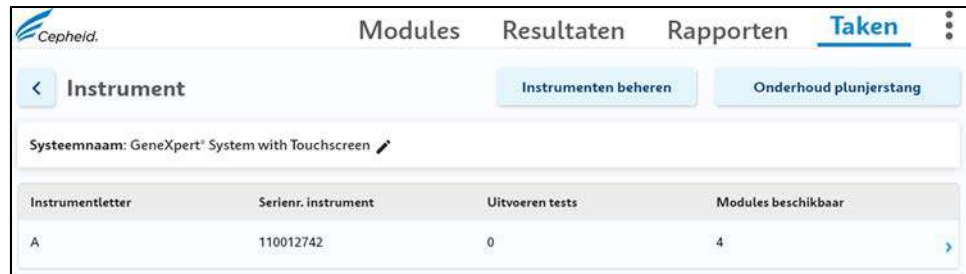 Cepheid. Modules Resultaten Rapporten Taken
Instrument Instrumenten beheren Onderhoud plunjerstang
Systeemnaam: GeneXpert® System with Touchscreen
Instrumentletter Serienr. instrument Uitvoeren tests Modules beschikbaar
A 110012742 0 4